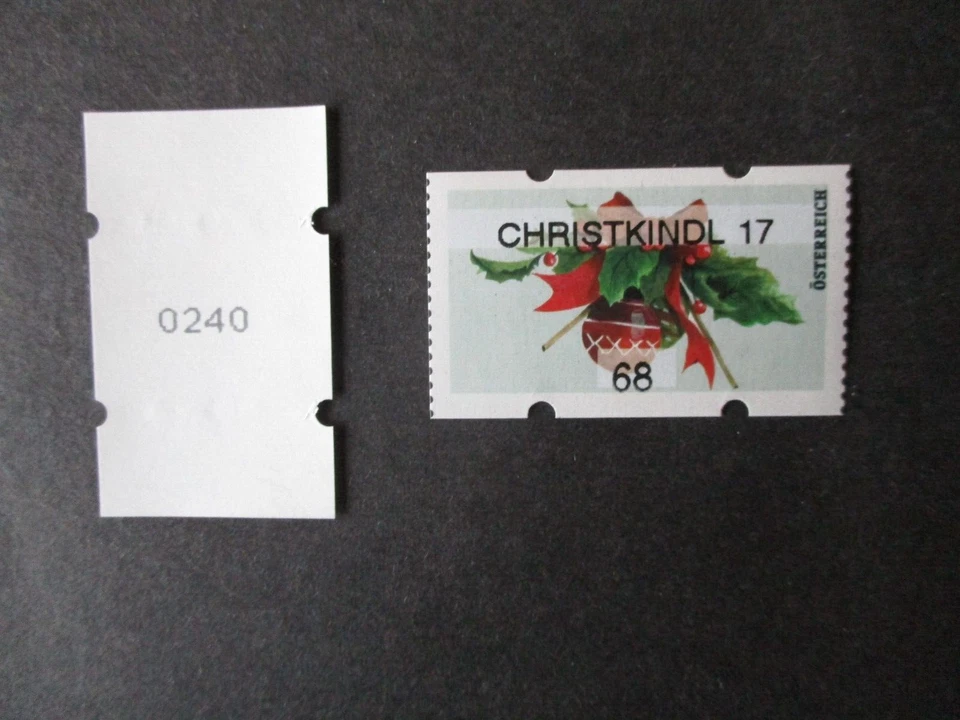 0240
CHRISTKINDL 17
ÖSTERREICH
68